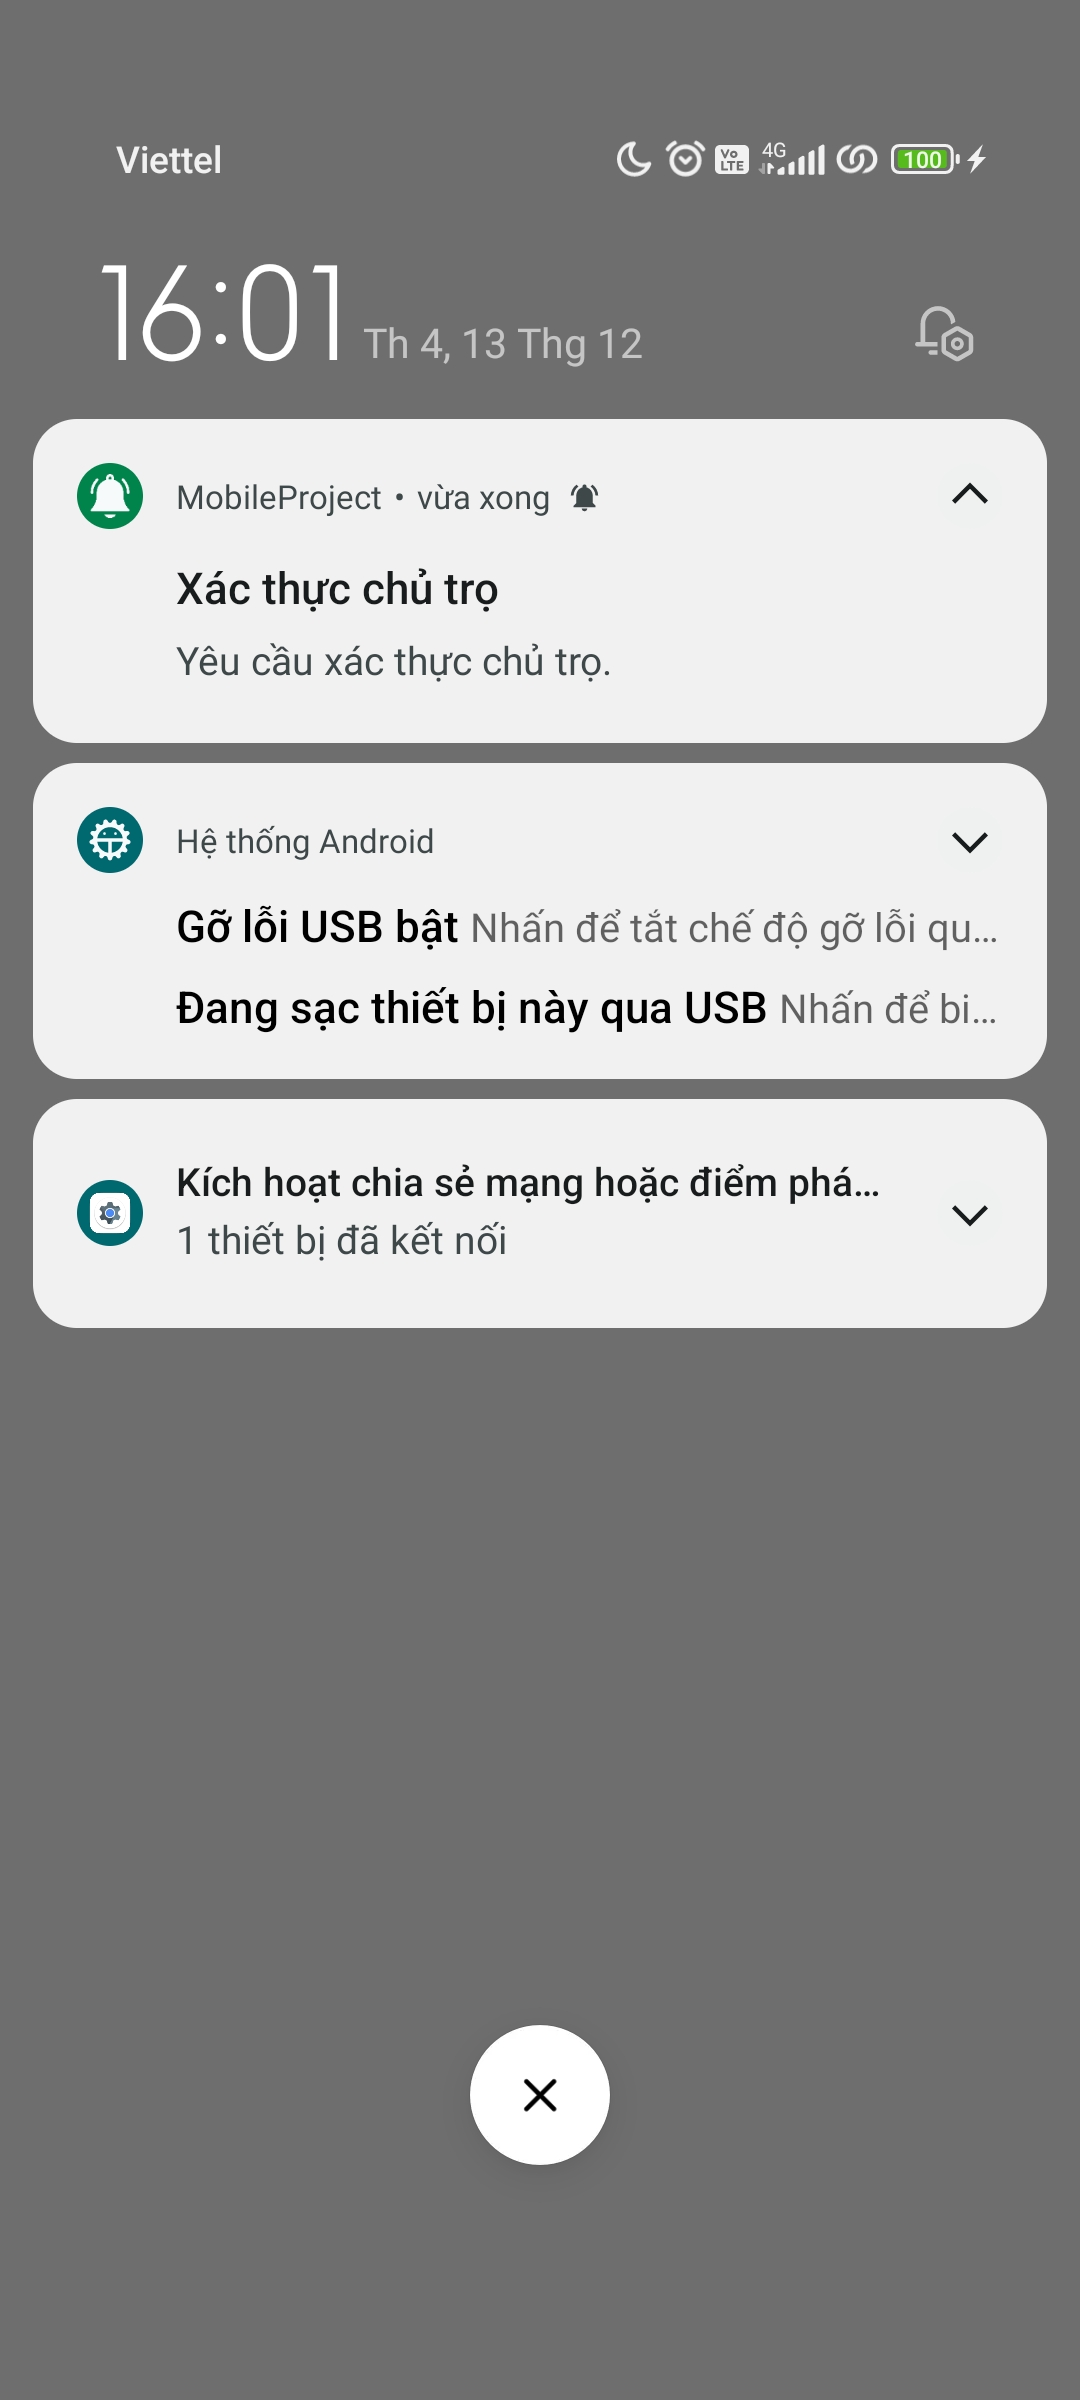 Viettel
Vo LTE 4G 100
16:01 Th 4, 13 Thg 12
MobileProject • vừa xong
Xác thực chủ trọ
Yêu cầu xác thực chủ trọ.
Hệ thống Android
Gỡ lỗi USB bật Nhấn để tắt chế độ gỡ lỗi qu...
Đang sạc thiết bị này qua USB Nhấn để bi...
Kích hoạt chia sẻ mạng hoặc điểm phá...
1 thiết bị đã kết nối